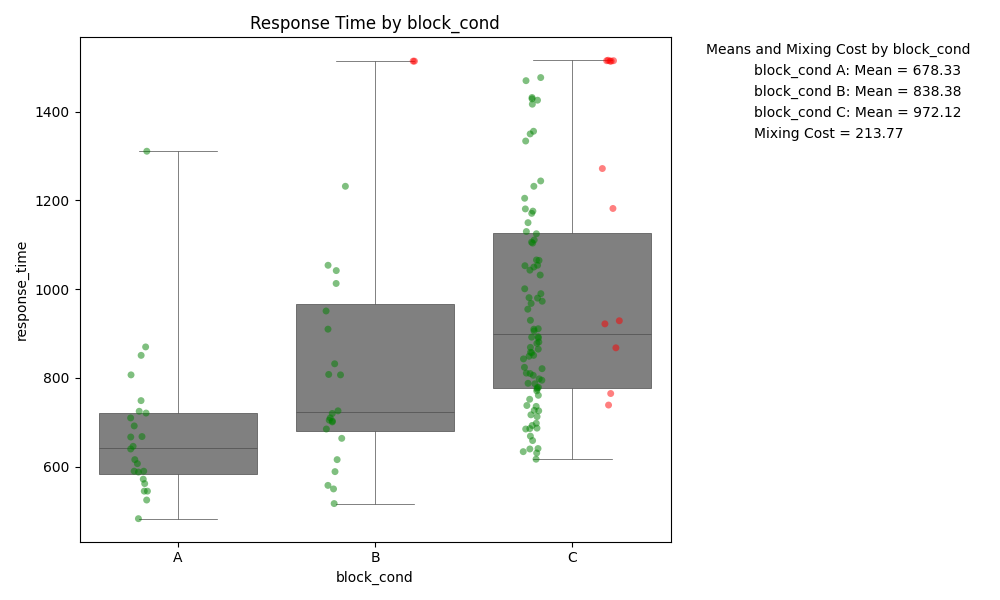 Response Time by block_cond
Means and Mixing Cost by block_cond
block_cond A: Mean = 678.33
block_cond B: Mean = 838.38
block_cond C: Mean = 972.12
Mixing Cost = 213.77
response_time
1400
1200
1000
800
600
A
B
C
block_cond